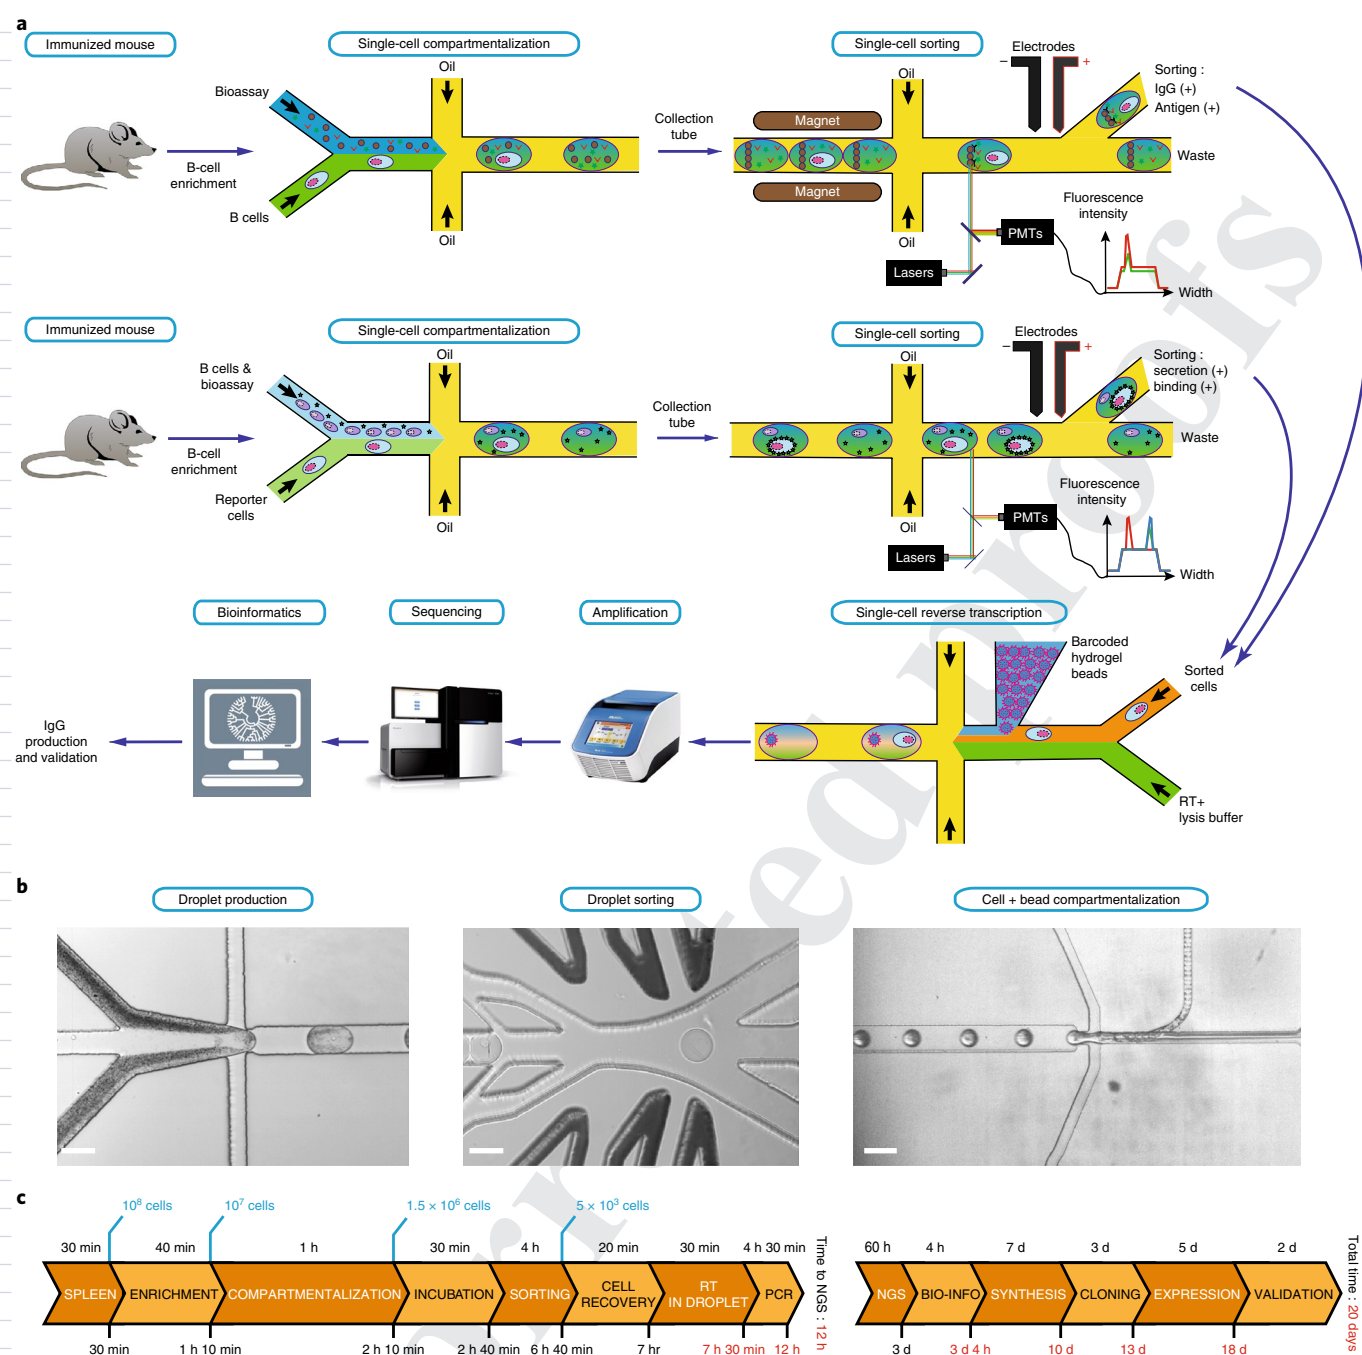 a
Immunized mouse
Single-cell compartmentalization
Single-cell sorting
Electrodes
−
+
Oil
Oil
Sorting :
IgG (+)
Antigen (+)
Bioassay
Magnet
Collection
tube
Waste
B-cell
enrichment
Magnet
B cells
Oil
Oil
Fluorescence
intensity
PMTs
Lasers
Width
Immunized mouse
Single-cell compartmentalization
Single-cell sorting
Electrodes
−
+
Oil
Oil
Sorting :
secretion (+)
binding (+)
B cells &
bioassay
Collection
tube
Waste
B-cell
enrichment
Reporter
cells
Oil
Oil
Fluorescence
intensity
PMTs
Lasers
Width
Bioinformatics
Sequencing
Amplification
Single-cell reverse transcription
Barcoded
hydrogel
beads
Sorted
cells
IgG
production
and validation
RT+
lysis buffer
b
Droplet production
Droplet sorting
Cell + bead compartmentalization
c
10⁸ cells
10⁷ cells
1.5 × 10⁶ cells
5 × 10³ cells
30 min
40 min
1 h
30 min
4 h
20 min
30 min
4 h 30 min
60 h
4 h
7 d
3 d
5 d
2 d
SPLEEN
ENRICHMENT
COMPARTMENTALIZATION
INCUBATION
SORTING
CELL
RECOVERY
RT
IN DROPLET
PCR
Time to NGS : 12 h
NGS
BIO-INFO
SYNTHESIS
CLONING
EXPRESSION
VALIDATION
Total time : 20 days
30 min
1 h 10 min
2 h 10 min
2 h 40 min
6 h 40 min
7 hr
7 h 30 min
12 h
3 d
3 d 4 h
10 d
13 d
18 d